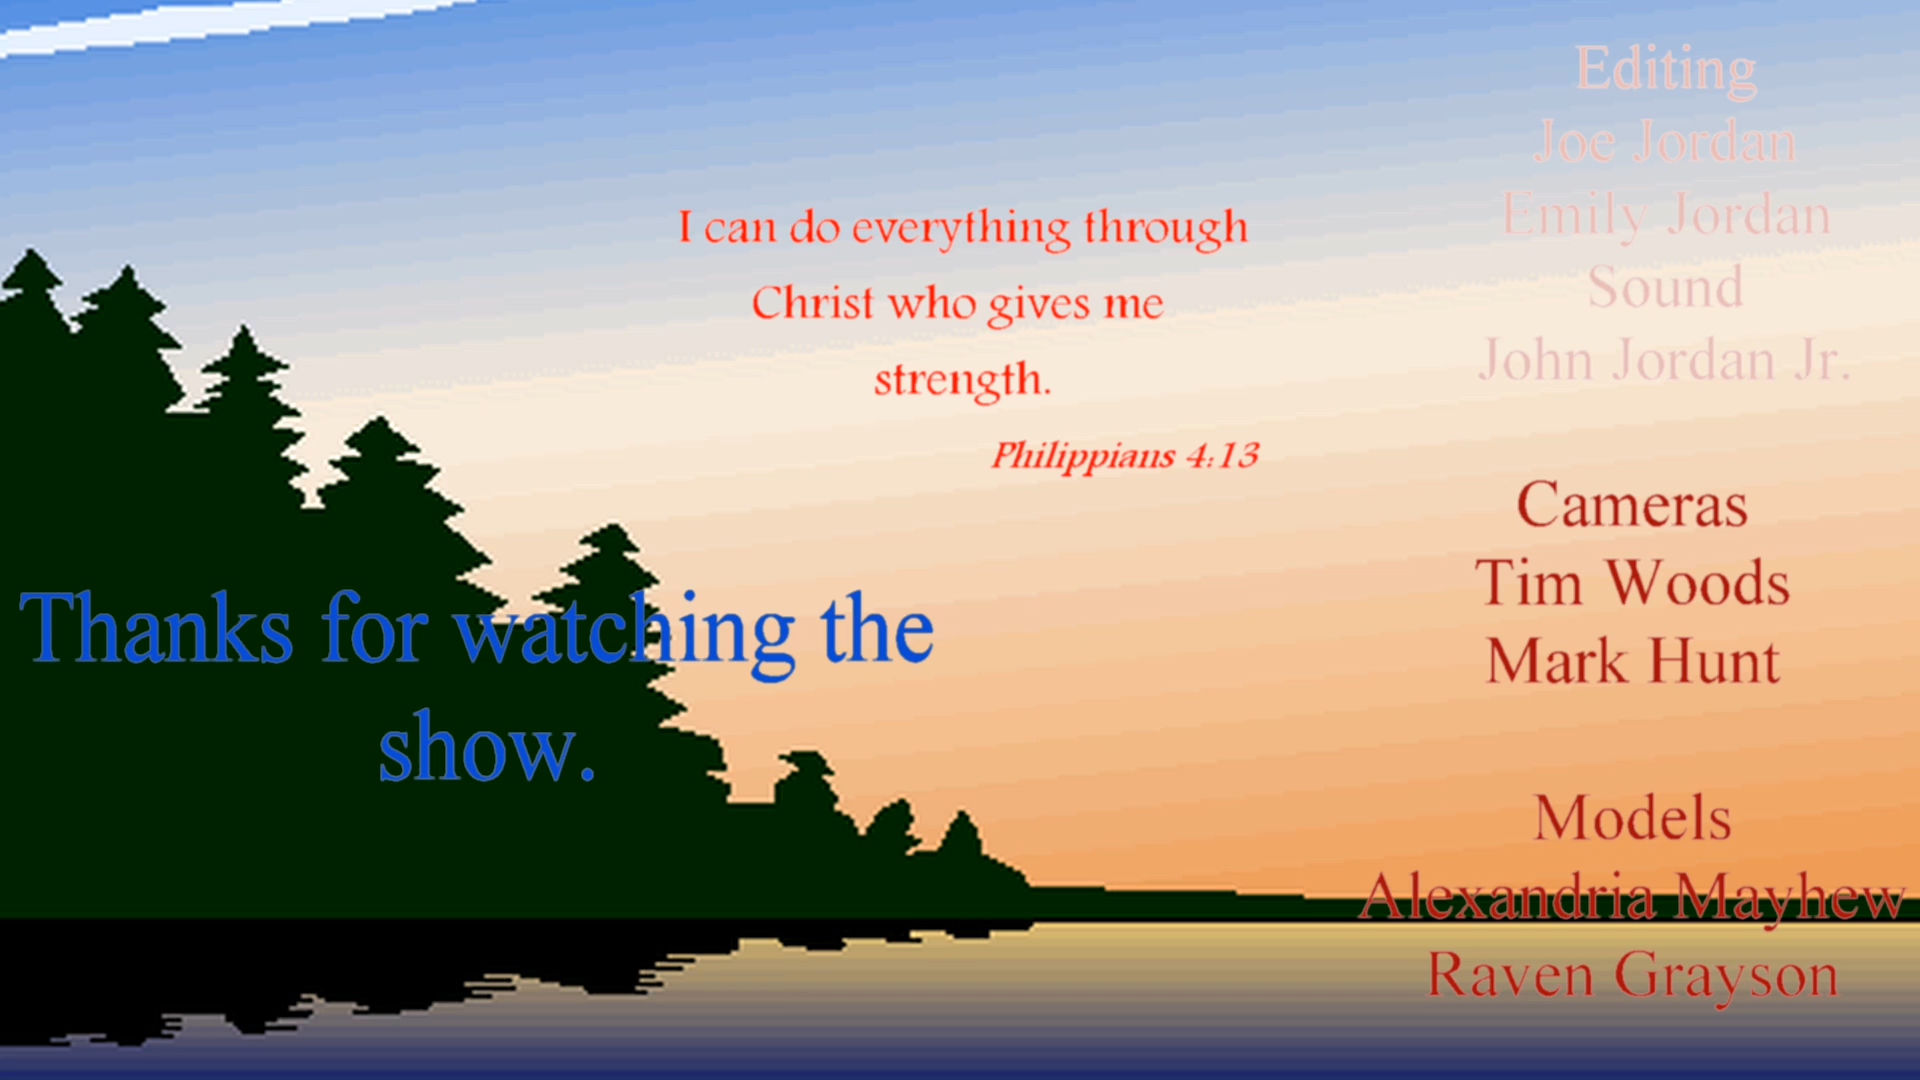 I can do everything through
Christ who gives me
strength.
Philippians 4:13
Thanks for watching the
show.
Editing
Joe Jordan
Emily Jordan
Sound
John Jordan Jr.
Cameras
Tim Woods
Mark Hunt
Models
Alexandria Mayhew
Raven Grayson